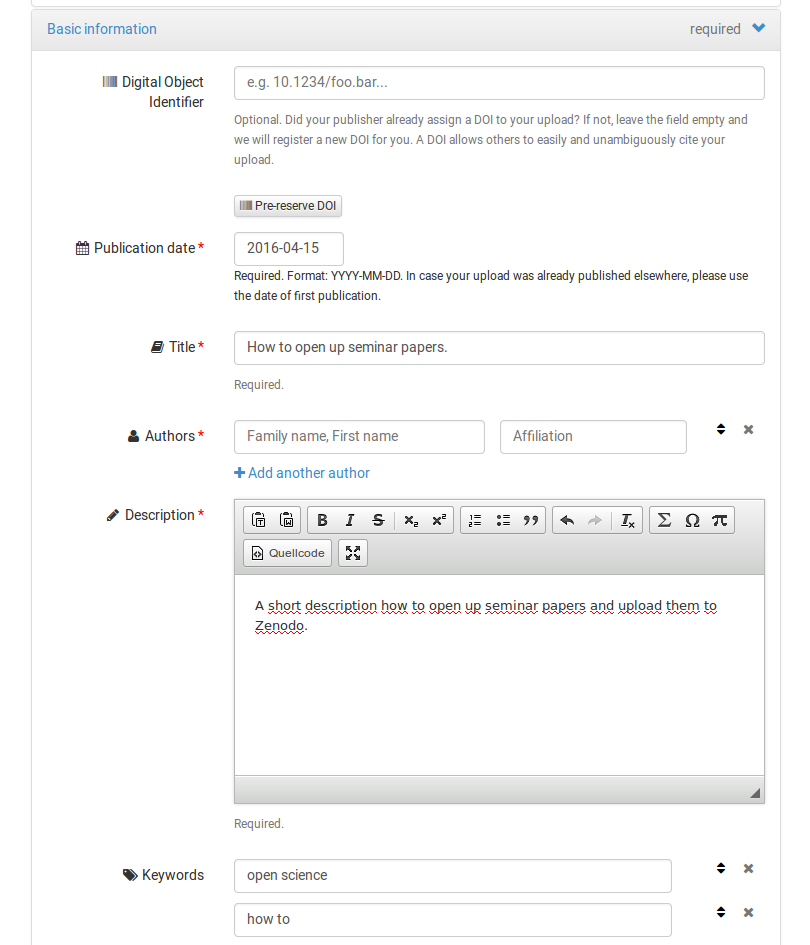 Basic information required
Digital Object
Identifier
e.g. 10.1234/foo.bar...
Optional. Did your publisher already assign a DOI to your upload? If not, leave the field empty and
we will register a new DOI for you. A DOI allows others to easily and unambiguously cite your
upload.
Pre-reserve DOI
Publication date *
2016-04-15
Required. Format: YYYY-MM-DD. In case your upload was already published elsewhere, please use
the date of first publication.
Title *
How to open up seminar papers.
Required.
Authors *
Family name, First name
Affiliation
Add another author
Description *
B I S x₂ x² Σ Ω π
Quellcode
A short description how to open up seminar papers and upload them to
Zenodo.
Required.
Keywords
open science
how to